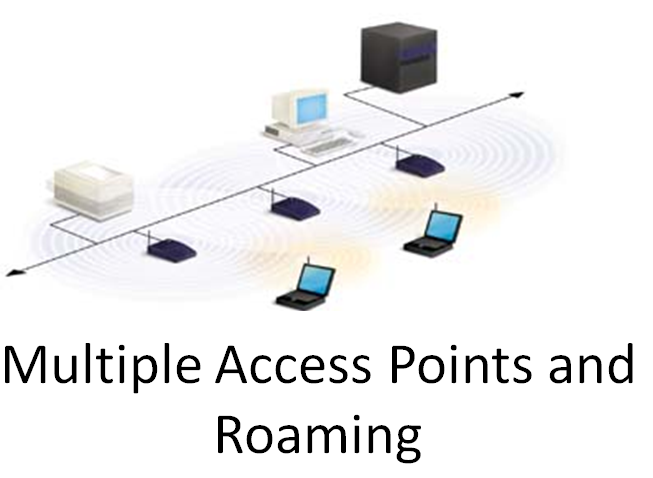 Multiple Access Points and
Roaming